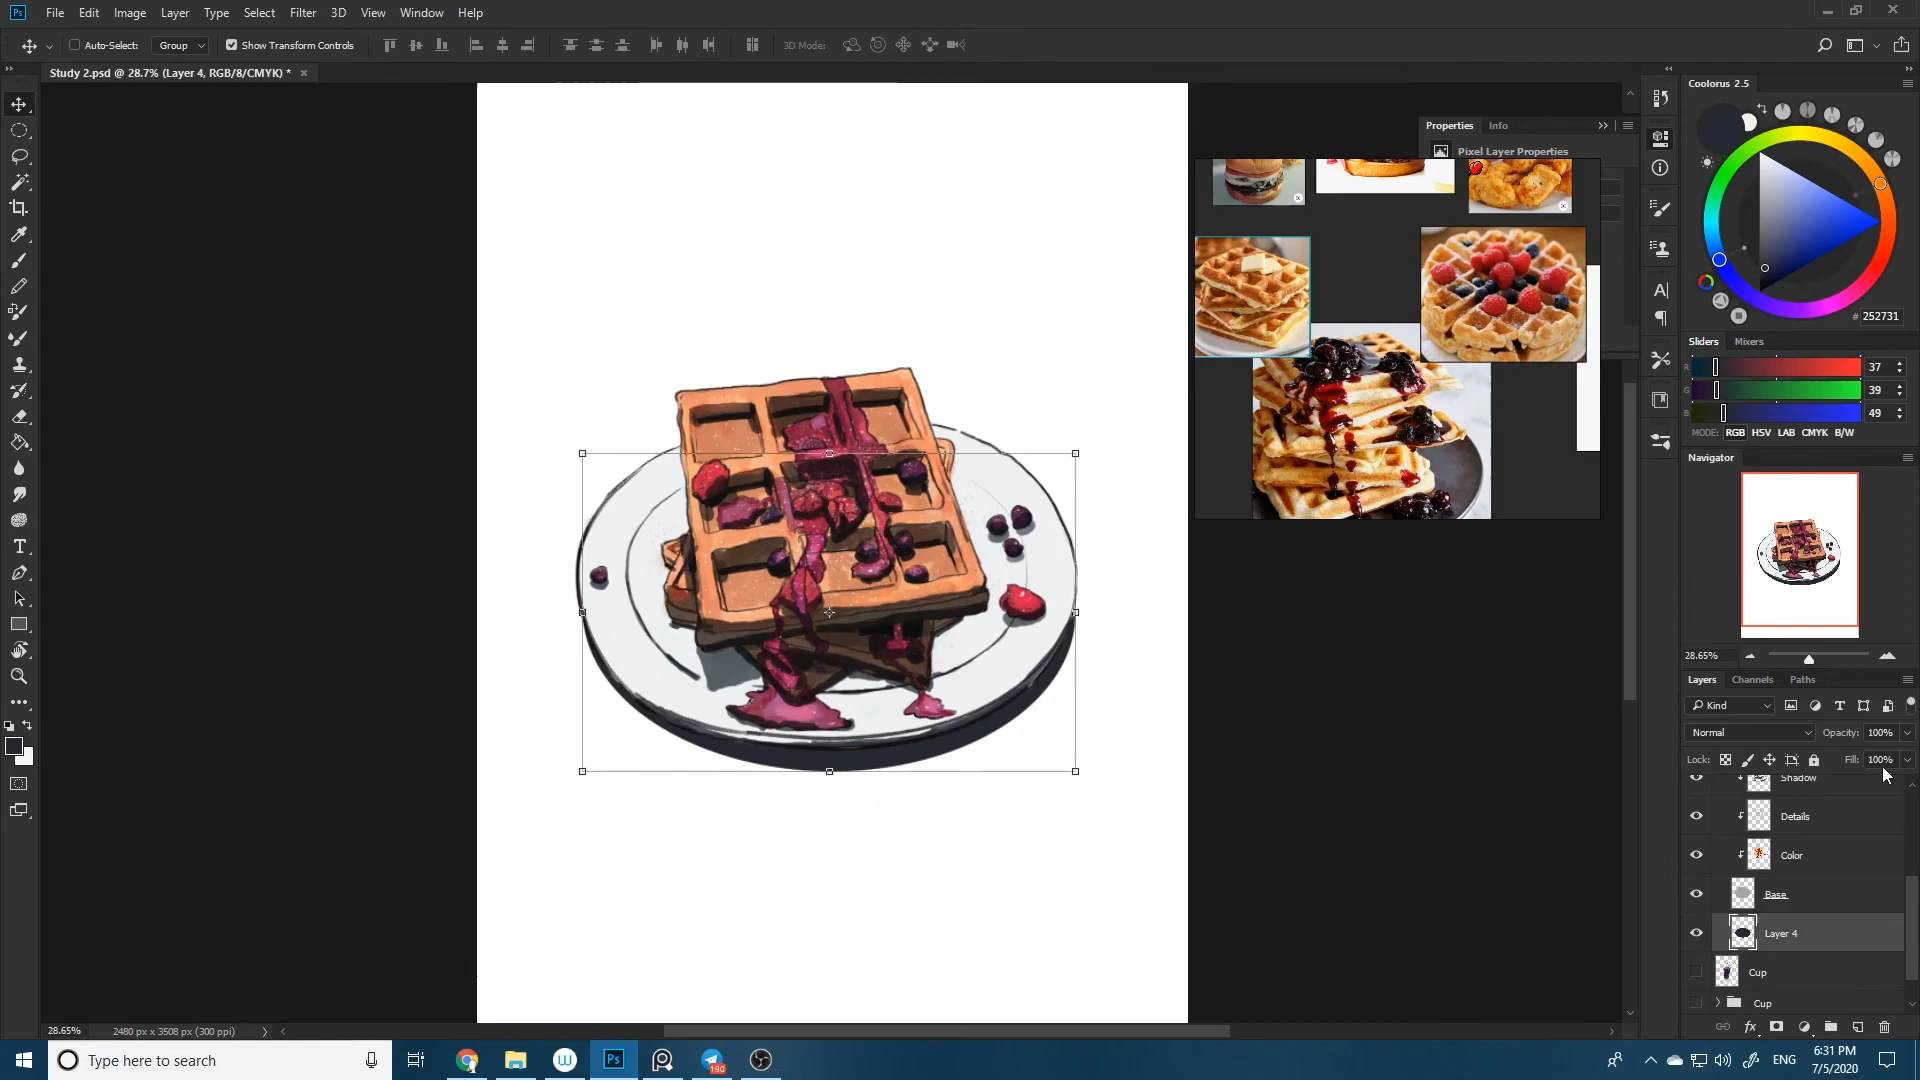 Ps File Edit Image Layer Type Select Filter 3D View Window Help
Auto-Select: Group Show Transform Controls 3D Mode:
Study 2.psd @ 28.7% (Layer 4, RGB/8/CMYK) *
Coolorus 2.5
Properties Info
Pixel Layer Properties
# 252731
Sliders Mixers
R 37
G 39
B 49
MODE: RGB HSV LAB CMYK B/W
Navigator
28.65%
Layers Channels Paths
Kind
Normal Opacity: 100%
Lock: Fill: 100%
Shadow
Details
Color
Base
Layer 4
Cup
Cup
28.65% 2480 px x 3508 px (300 ppi)
Type here to search
Ps
190
ENG
6:31 PM
7/5/2020